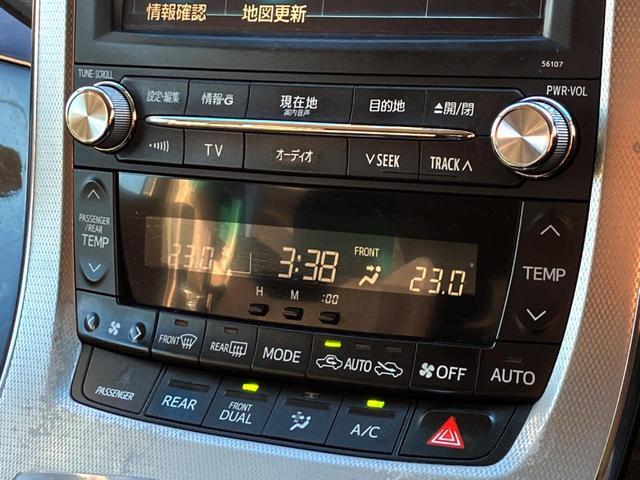 情報確認 地図更新
56107
TUNE·SCROLL
PWR·VOL
設定·編集 情報·G 現在地 目的地 ▲開/閉
案内音声
TV オーディオ ∨SEEK TRACK∧
PASSENGER
/REAR
TEMP
23.0 3:38 FRONT 23.0
TEMP
H M :00
FRONT REAR MODE AUTO OFF AUTO
PASSENGER REAR FRONT DUAL A/C